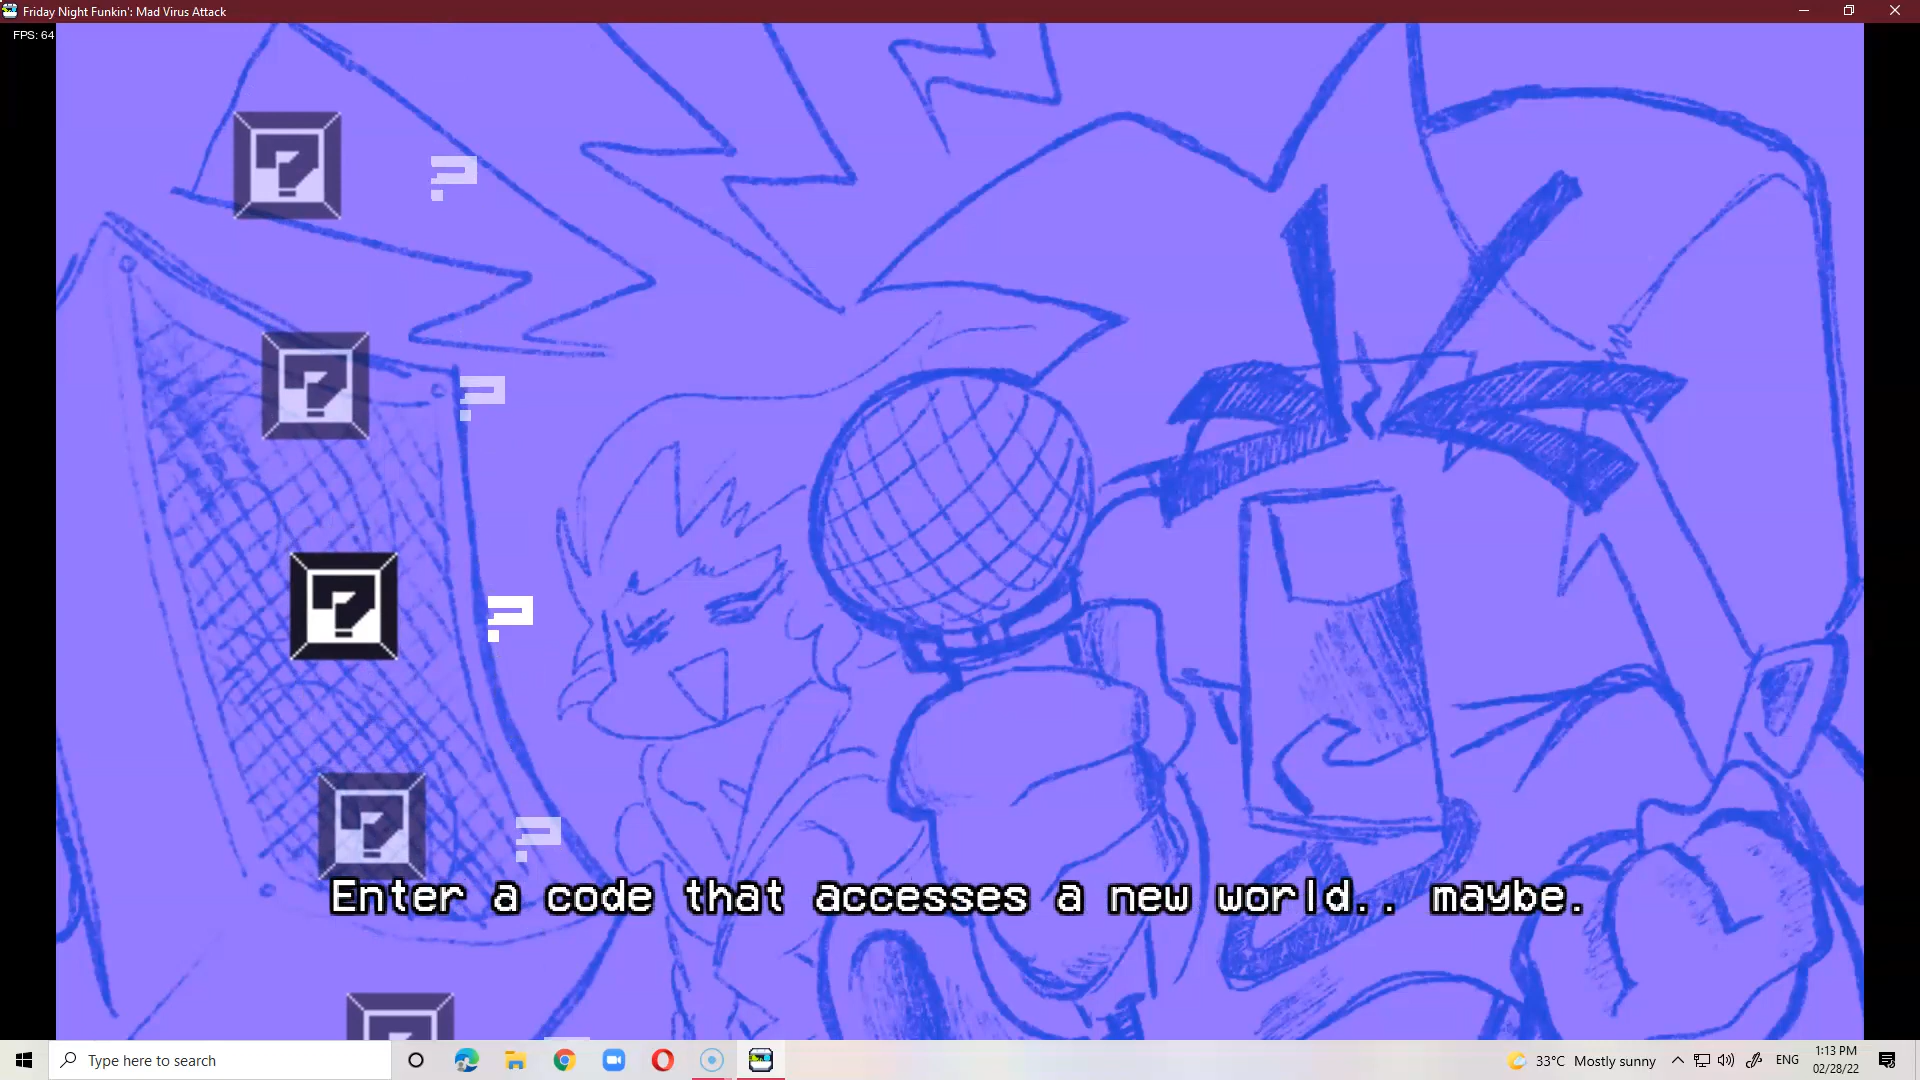 Friday Night Funkin': Mad Virus Attack
FPS: 64
?
?
?
?
?
?
?
?
Enter a code that accesses a new world.. maybe.
Type here to search
33°C Mostly sunny
ENG
1:13 PM
02/28/22